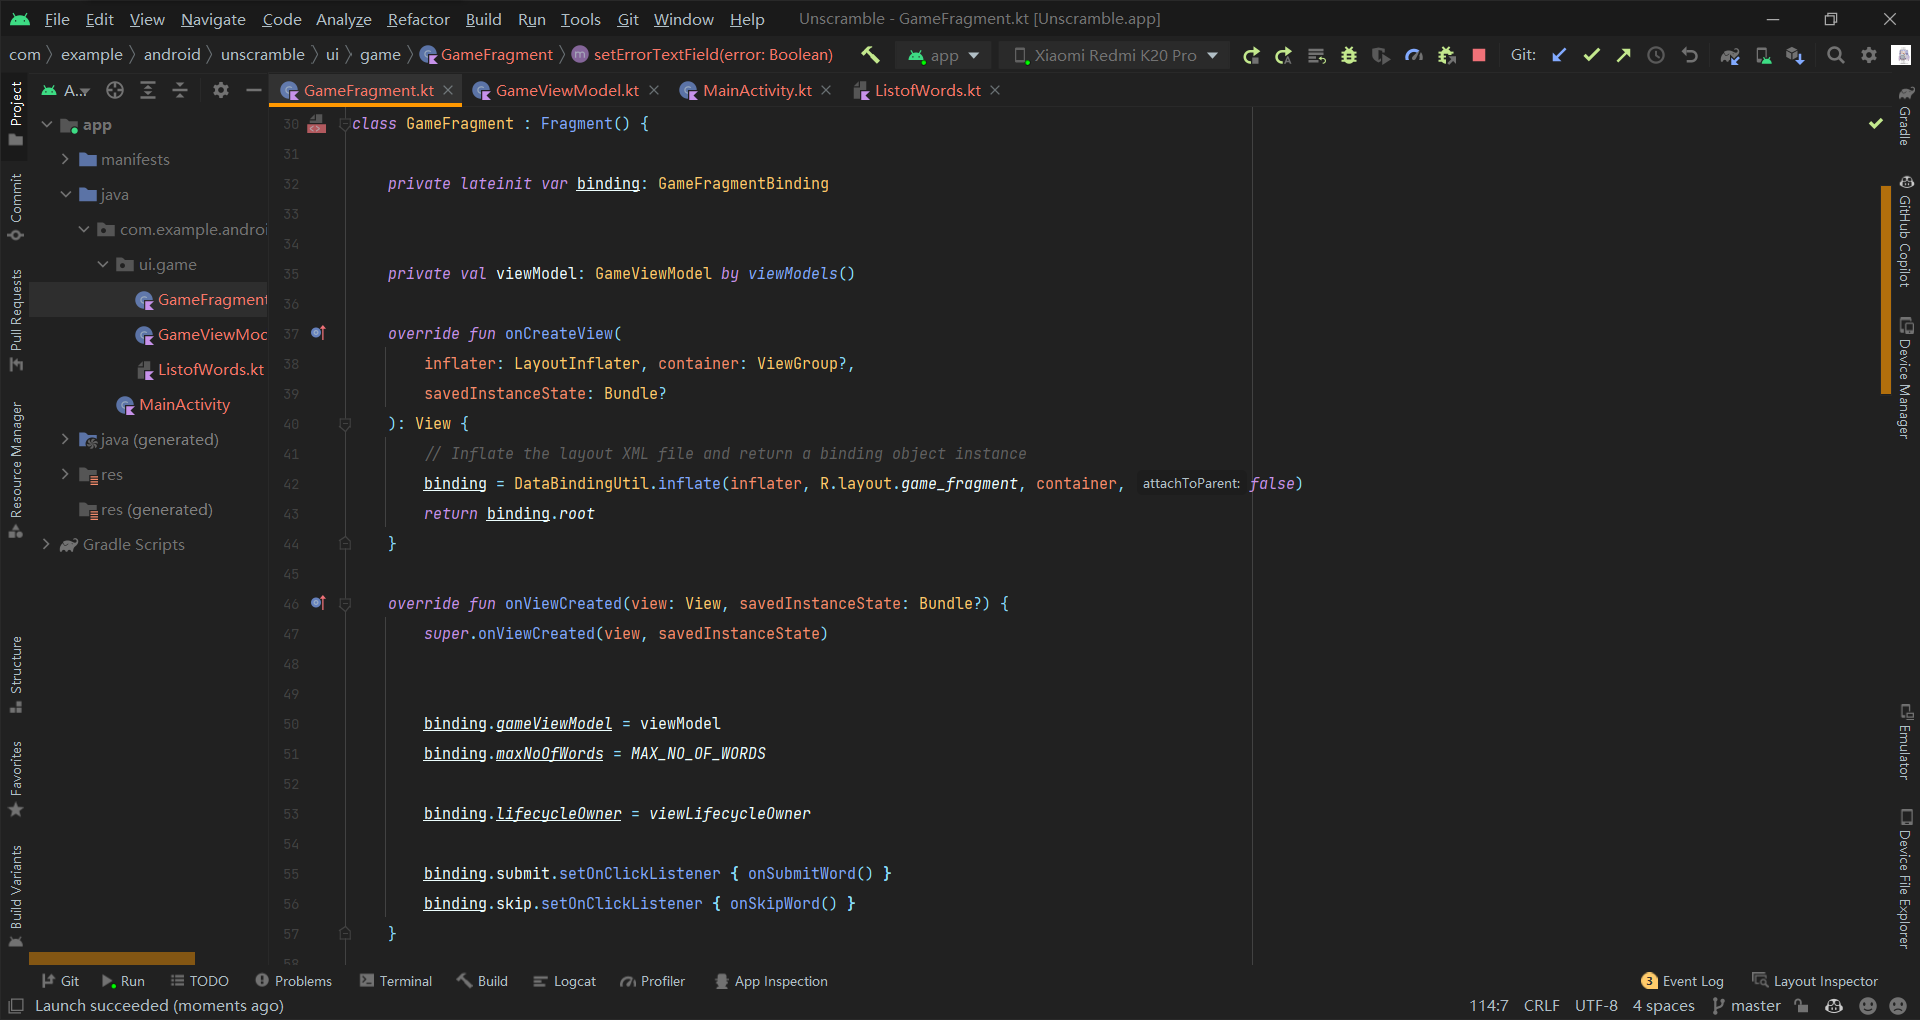 File Edit View Navigate Code Analyze Refactor Build Run Tools Git Window Help Unscramble - GameFragment.kt [Unscramble.app]
com example android unscramble ui game GameFragment setErrorTextField(error: Boolean) app Xiaomi Redmi K20 Pro Git:
A... GameFragment.kt GameViewModel.kt MainActivity.kt ListofWords.kt
Project
Commit
Pull Requests
Resource Manager
Structure
Favorites
Build Variants
app
manifests
java
com.example.androi
ui.game
GameFragment
GameViewMod
ListofWords.kt
MainActivity
java (generated)
res
res (generated)
Gradle Scripts
30 class GameFragment : Fragment() {
31
32 private lateinit var binding: GameFragmentBinding
33
34
35 private val viewModel: GameViewModel by viewModels()
36
37 override fun onCreateView(
38 inflater: LayoutInflater, container: ViewGroup?,
39 savedInstanceState: Bundle?
40 ): View {
41 // Inflate the layout XML file and return a binding object instance
42 binding = DataBindingUtil.inflate(inflater, R.layout.game_fragment, container, attachToParent: false)
43 return binding.root
44 }
45
46 override fun onViewCreated(view: View, savedInstanceState: Bundle?) {
47 super.onViewCreated(view, savedInstanceState)
48
49
50 binding.gameViewModel = viewModel
51 binding.maxNoOfWords = MAX_NO_OF_WORDS
52
53 binding.lifecycleOwner = viewLifecycleOwner
54
55 binding.submit.setOnClickListener { onSubmitWord() }
56 binding.skip.setOnClickListener { onSkipWord() }
57 }
58
Gradle
GitHub Copilot
Device Manager
Emulator
Device File Explorer
Git Run TODO Problems Terminal Build Logcat Profiler App Inspection 3 Event Log Layout Inspector
Launch succeeded (moments ago) 114:7 CRLF UTF-8 4 spaces master